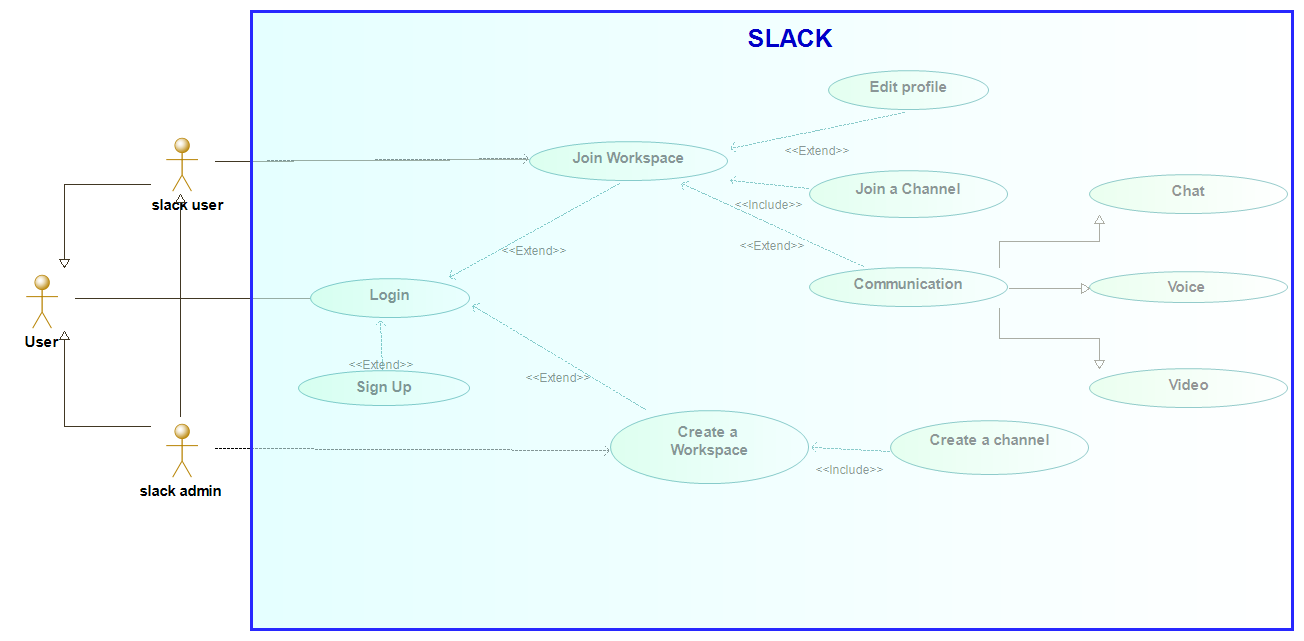 SLACK
Edit profile
<<Extend>>
Join Workspace
Join a Channel
Chat
slack user
<<Include>>
<<Extend>>
<<Extend>>
Communication
Voice
Login
User
<<Extend>>
Sign Up
<<Extend>>
Video
Create a
Workspace
Create a channel
<<Include>>
slack admin